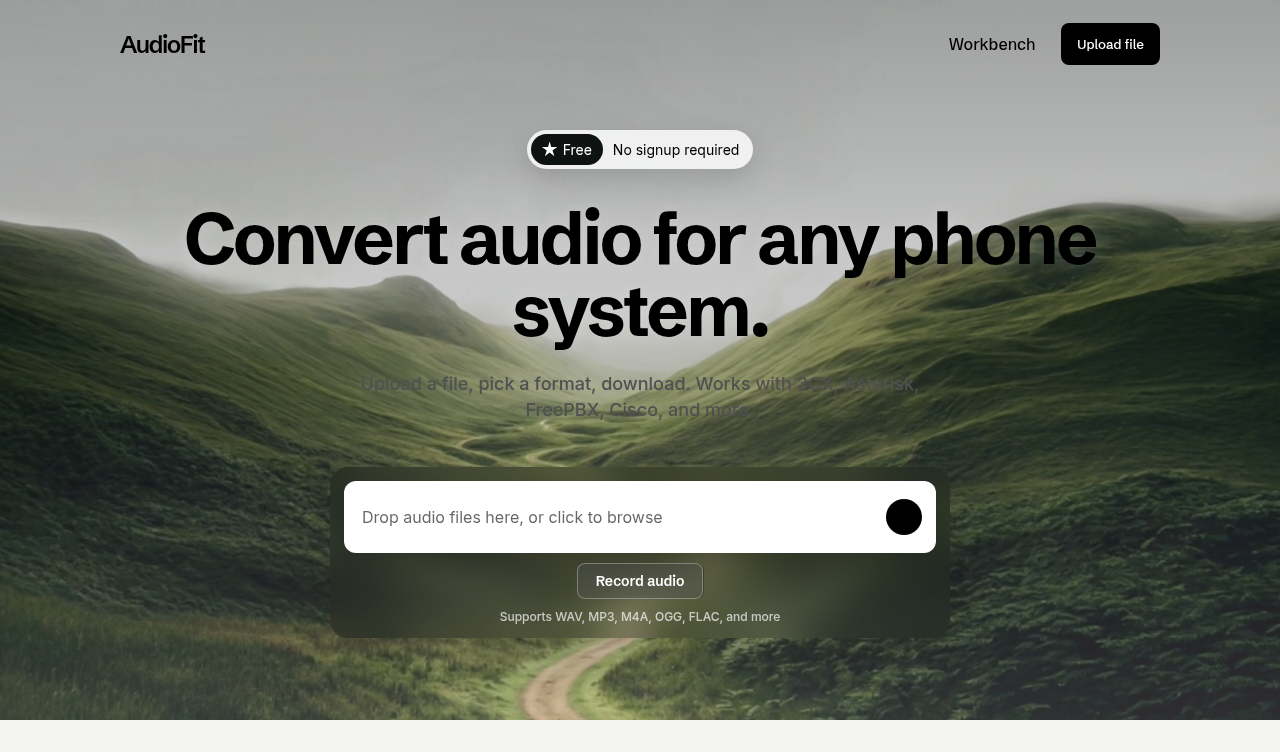 AudioFit
Workbench
Upload file
Free
No signup required
Convert audio for any phone
system.
Upload a file, pick a format, download. Works with 3CX, Asterisk,
FreePBX, Cisco, and more.
Drop audio files here, or click to browse
Record audio
Supports WAV, MP3, M4A, OGG, FLAC, and more